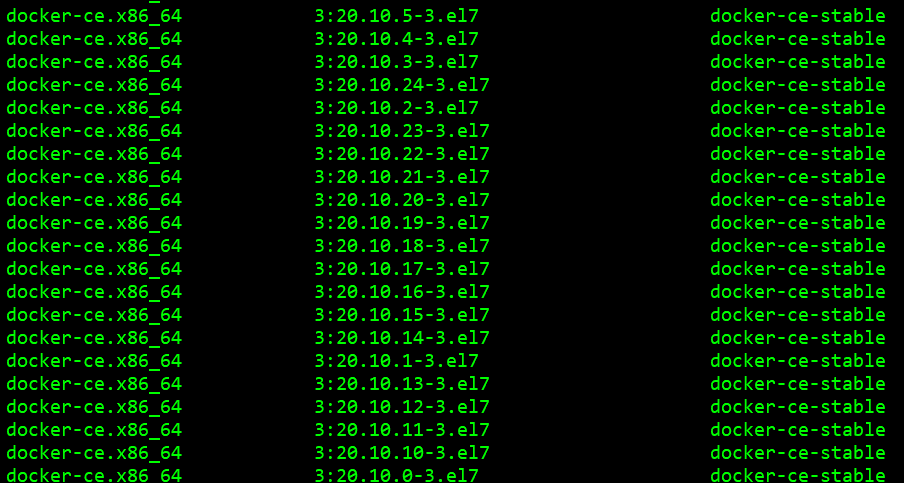 docker-ce.x86_64 3:20.10.5-3.el7 docker-ce-stable
docker-ce.x86_64 3:20.10.4-3.el7 docker-ce-stable
docker-ce.x86_64 3:20.10.3-3.el7 docker-ce-stable
docker-ce.x86_64 3:20.10.24-3.el7 docker-ce-stable
docker-ce.x86_64 3:20.10.2-3.el7 docker-ce-stable
docker-ce.x86_64 3:20.10.23-3.el7 docker-ce-stable
docker-ce.x86_64 3:20.10.22-3.el7 docker-ce-stable
docker-ce.x86_64 3:20.10.21-3.el7 docker-ce-stable
docker-ce.x86_64 3:20.10.20-3.el7 docker-ce-stable
docker-ce.x86_64 3:20.10.19-3.el7 docker-ce-stable
docker-ce.x86_64 3:20.10.18-3.el7 docker-ce-stable
docker-ce.x86_64 3:20.10.17-3.el7 docker-ce-stable
docker-ce.x86_64 3:20.10.16-3.el7 docker-ce-stable
docker-ce.x86_64 3:20.10.15-3.el7 docker-ce-stable
docker-ce.x86_64 3:20.10.14-3.el7 docker-ce-stable
docker-ce.x86_64 3:20.10.1-3.el7 docker-ce-stable
docker-ce.x86_64 3:20.10.13-3.el7 docker-ce-stable
docker-ce.x86_64 3:20.10.12-3.el7 docker-ce-stable
docker-ce.x86_64 3:20.10.11-3.el7 docker-ce-stable
docker-ce.x86_64 3:20.10.10-3.el7 docker-ce-stable
docker-ce.x86_64 3:20.10.0-3.el7 docker-ce-stable